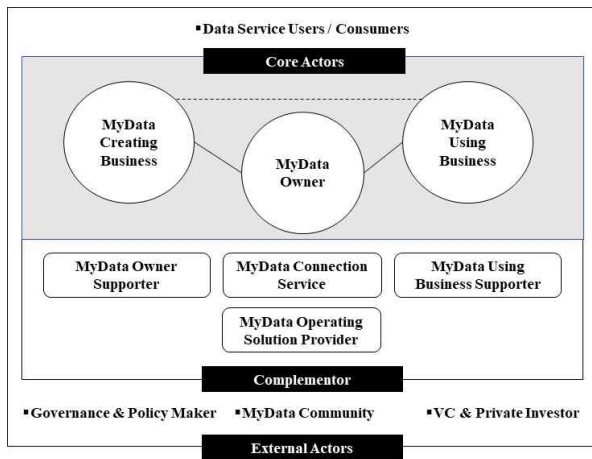 ▪Data Service Users / Consumers
Core Actors
MyData
Creating
Business
MyData
Owner
MyData
Using
Business
MyData Owner
Supporter
MyData Connection
Service
MyData Using
Business Supporter
MyData Operating
Solution Provider
Complementor
▪Governance & Policy Maker ▪MyData Community ▪VC & Private Investor
External Actors